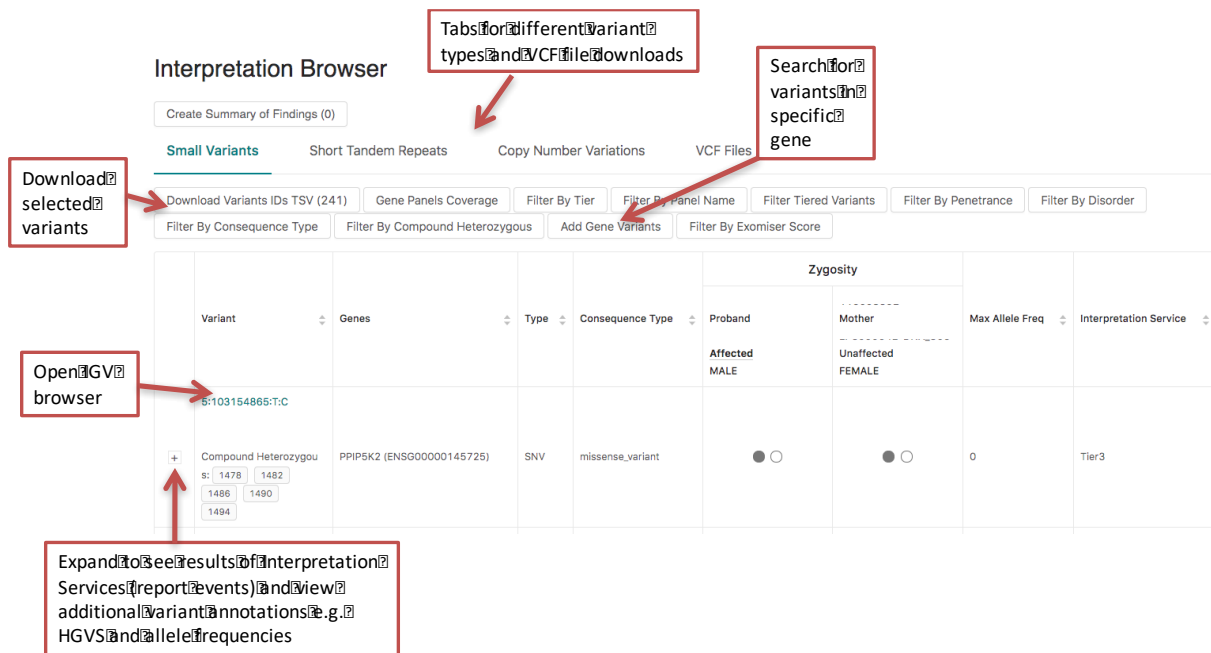 Tabs for different variant
types and VCF file downloads
Interpretation Browser
Search for
variants in
specific
gene
Create Summary of Findings (0)
Small Variants Short Tandem Repeats Copy Number Variations VCF Files
Download
selected
variants
Download Variants IDs TSV (241) Gene Panels Coverage Filter By Tier Filter By Panel Name Filter Tiered Variants Filter By Penetrance Filter By Disorder
Filter By Consequence Type Filter By Compound Heterozygous Add Gene Variants Filter By Exomiser Score
Zygosity
Variant Genes Type Consequence Type Proband Mother Max Allele Freq Interpretation Service
Affected Unaffected
MALE FEMALE
Open IGV
browser
5:103154865:T:C
+ Compound Heterozygou PPIP5K2 (ENSG00000145725) SNV missense_variant 0 Tier3
s: 1478 1482
1486 1490
1494
Expand to see results of Interpretation
Services (report events) and view
additional variant annotations e.g.
HGVS and allele frequencies